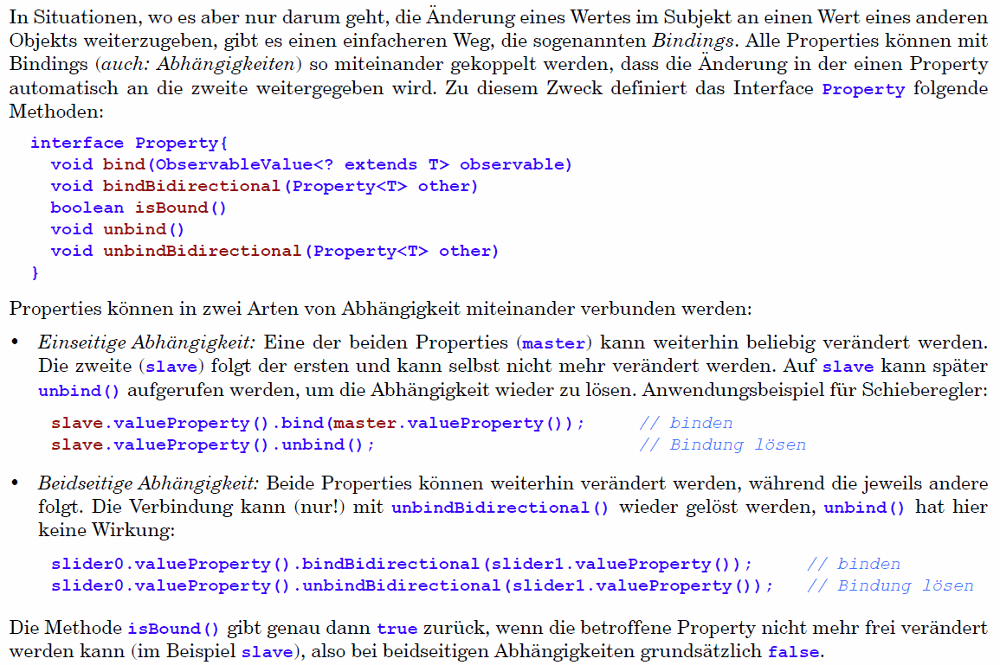 In Situationen, wo es aber nur darum geht, die Änderung eines Wertes im Subjekt an einen Wert eines anderen
Objekts weiterzugeben, gibt es einen einfacheren Weg, die sogenannten Bindings. Alle Properties können mit
Bindings (auch: Abhängigkeiten) so miteinander gekoppelt werden, dass die Änderung in der einen Property
automatisch an die zweite weitergegeben wird. Zu diesem Zweck definiert das Interface Property folgende
Methoden:
interface Property{
  void bind(ObservableValue<? extends T> observable)
  void bindBidirectional(Property<T> other)
  boolean isBound()
  void unbind()
  void unbindBidirectional(Property<T> other)
}
Properties können in zwei Arten von Abhängigkeit miteinander verbunden werden:
• Einseitige Abhängigkeit: Eine der beiden Properties (master) kann weiterhin beliebig verändert werden.
Die zweite (slave) folgt der ersten und kann selbst nicht mehr verändert werden. Auf slave kann später
unbind() aufgerufen werden, um die Abhängigkeit wieder zu lösen. Anwendungsbeispiel für Schieberegler:
slave.valueProperty().bind(master.valueProperty()); // binden
slave.valueProperty().unbind(); // Bindung lösen
• Beidseitige Abhängigkeit: Beide Properties können weiterhin verändert werden, während die jeweils andere
folgt. Die Verbindung kann (nur!) mit unbindBidirectional() wieder gelöst werden, unbind() hat hier
keine Wirkung:
slider0.valueProperty().bindBidirectional(slider1.valueProperty()); // binden
slider0.valueProperty().unbindBidirectional(slider1.valueProperty()); // Bindung lösen
Die Methode isBound() gibt genau dann true zurück, wenn die betroffene Property nicht mehr frei verändert
werden kann (im Beispiel slave), also bei beidseitigen Abhängigkeiten grundsätzlich false.